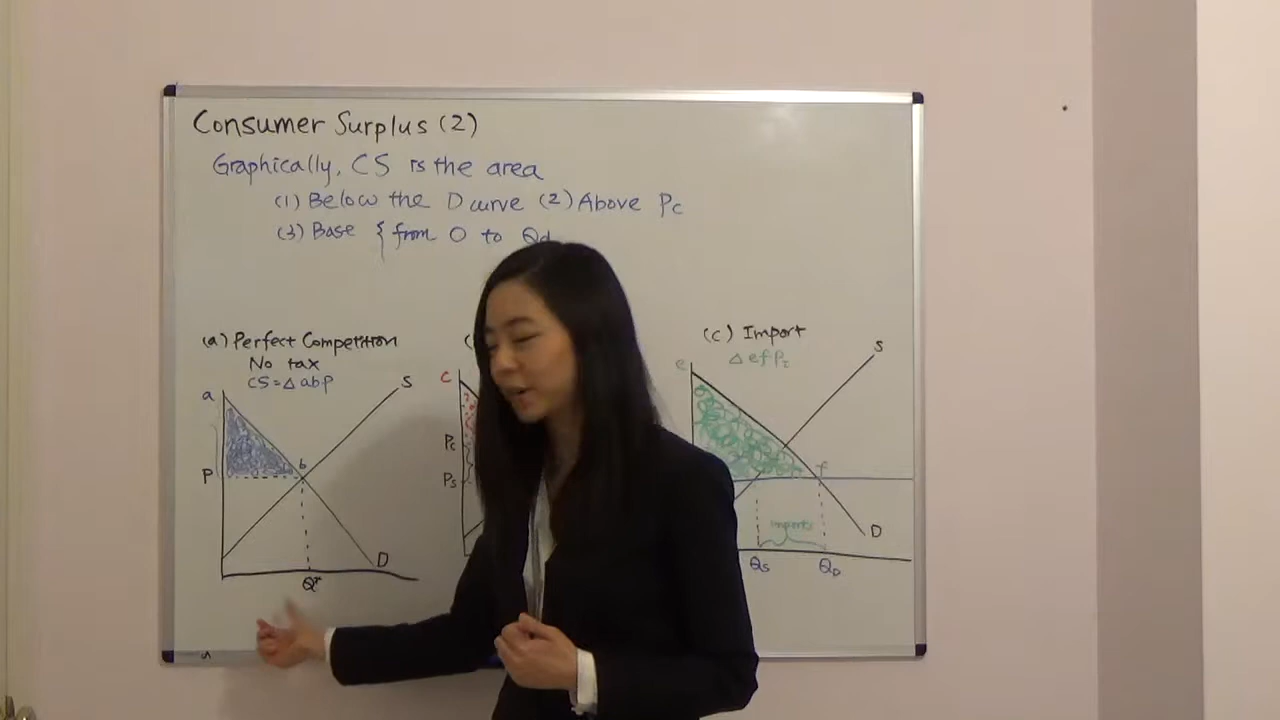 Consumer Surplus (2)
Graphically, CS is the area
(1) Below the D curve (2) Above Pc
(3) Base { from 0 to Qd
(a) Perfect Competition
No tax
CS = △ abP
a
S
P
b
D
Q*
(
C
Pc
Ps
(c) Import
△ efPI
e
S
f
imports
D
QS
QD